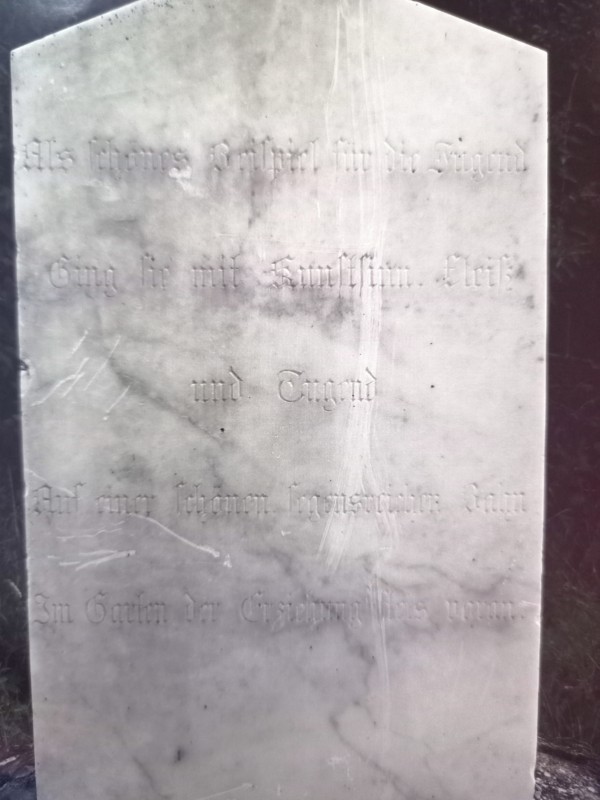 Als schönes Beispiel für die Jugend
Ging sie mit Kunstsinn. Fleiß
und Tugend
Auf einer schönen segensreichen Bahn
Im Garten der Erziehung voran.